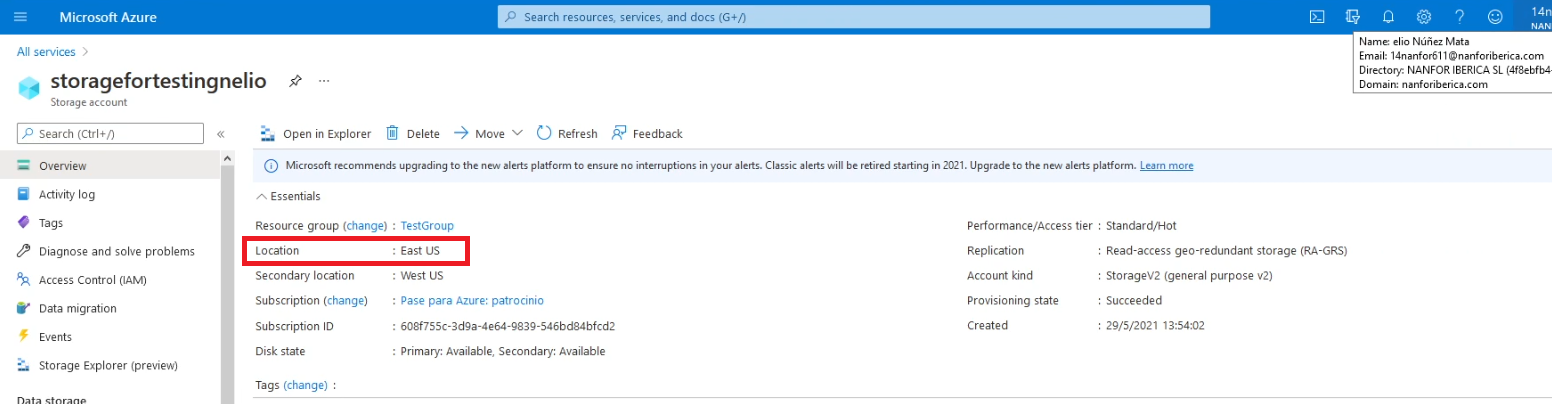 Microsoft Azure
Search resources, services, and docs (G+/)
14n
NAN
Name: elio Núñez Mata
Email: 14nanfor611@nanforiberica.com
Directory: NANFOR IBERICA SL (4f8ebfb4-
Domain: nanforiberica.com
All services >
storagefortestingnelio ...
Storage account
Search (Ctrl+/) «
Open in Explorer Delete Move Refresh Feedback
Microsoft recommends upgrading to the new alerts platform to ensure no interruptions in your alerts. Classic alerts will be retired starting in 2021. Upgrade to the new alerts platform. Learn more
Overview
Activity log
Tags
Diagnose and solve problems
Access Control (IAM)
Data migration
Events
Storage Explorer (preview)
Data storage
Essentials
Resource group (change) : TestGroup
Location : East US
Secondary location : West US
Subscription (change) : Pase para Azure: patrocinio
Subscription ID : 608f755c-3d9a-4e64-9839-546bd84bfcd2
Disk state : Primary: Available, Secondary: Available
Tags (change) :
Performance/Access tier : Standard/Hot
Replication : Read-access geo-redundant storage (RA-GRS)
Account kind : StorageV2 (general purpose v2)
Provisioning state : Succeeded
Created : 29/5/2021 13:54:02